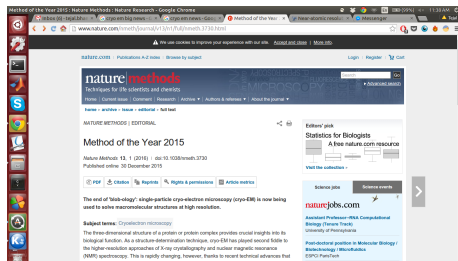 Method of the Year 2015 : Nature Methods : Nature Research - Google Chrome
11:38 AM
Method of the Year 2015
Messenger
www.nature.com/nmeth/journal/v13/n1/full/nmeth.3730.html
We use cookies to improve your experience with our site. Accept and close | More info.
nature.com | Publications A-Z index | Browse by subject
Login | Register | Cart
nature methods
Techniques for life scientists and chemists
Search
Go
Advanced search
Home | Current issue | Comment | Research | Archive | Authors & referees | About the journal
home ▸ archive ▸ issue ▸ editorial ▸ full text
NATURE METHODS | EDITORIAL
Method of the Year 2015
Nature Methods 13, 1 (2016) | doi:10.1038/nmeth.3730
Published online 30 December 2015
PDF
Citation
Reprints
Rights & permissions
Article metrics
The end of 'blob-ology': single-particle cryo-electron microscopy (cryo-EM) is now being
used to solve macromolecular structures at high resolution.
Subject terms: Cryoelectron microscopy
The three-dimensional structure of a protein or protein complex provides crucial insights into its
biological function. As a structure-determination technique, cryo-EM has played second fiddle to
the higher-resolution approaches of X-ray crystallography and nuclear magnetic resonance
(NMR) spectroscopy. This is rapidly changing, however, thanks to recent technical advances that
Editors' pick
Statistics for Biologists
A free nature.com resource
Visit the collection
Science jobs
Science events
naturejobs.com
Assistant Professor–RNA Computational
Biology (Tenure Track)
University of Pennsylvania
Post-doctoral position in Molecular Biology /
Biotechnology / Microfluidics
ESPCI ParisTech